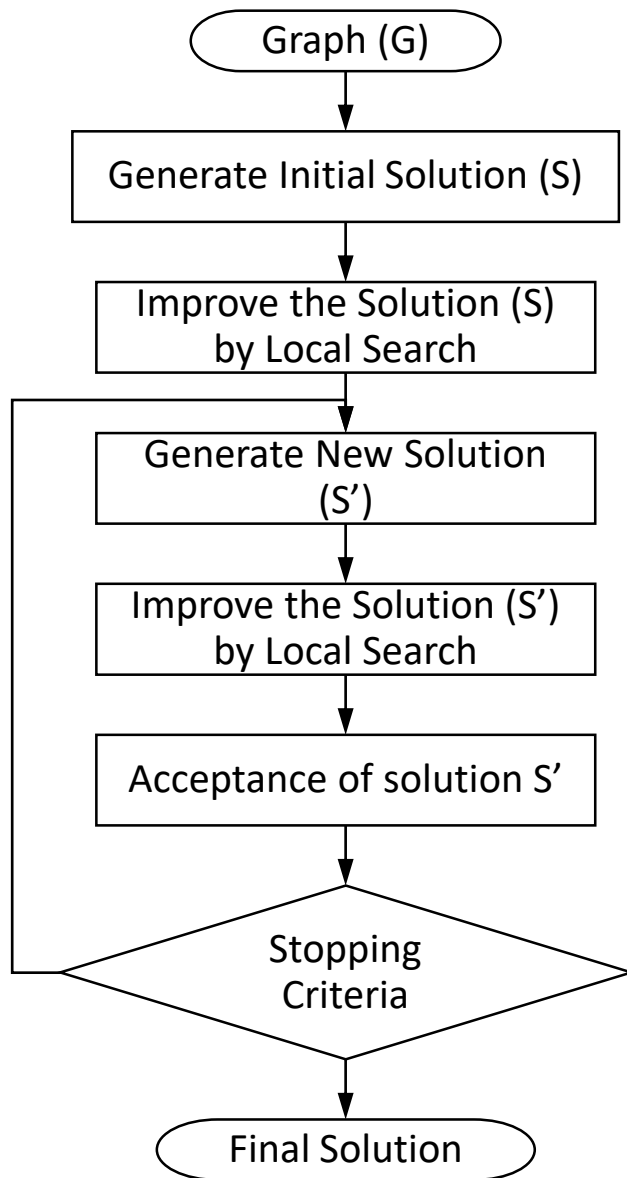 Graph (G)
Generate Initial Solution (S)
Improve the Solution (S)
by Local Search
Generate New Solution
(S’)
Improve the Solution (S’)
by Local Search
Acceptance of solution S’
Stopping
Criteria
Final Solution